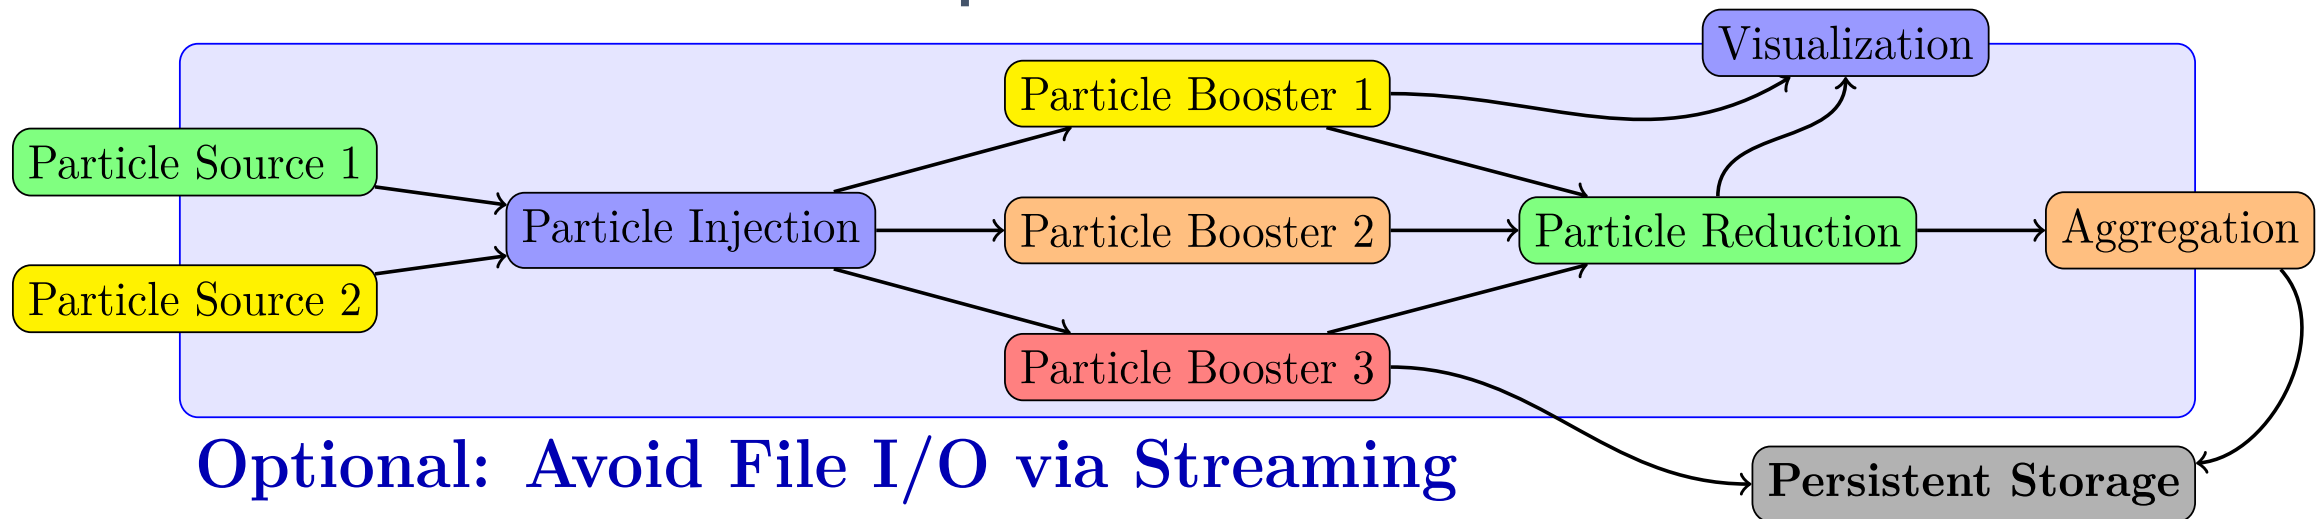 Visualization
Particle Booster 1
Particle Source 1
Particle Injection
Particle Booster 2
Particle Reduction
Aggregation
Particle Source 2
Particle Booster 3
Optional: Avoid File I/O via Streaming
Persistent Storage